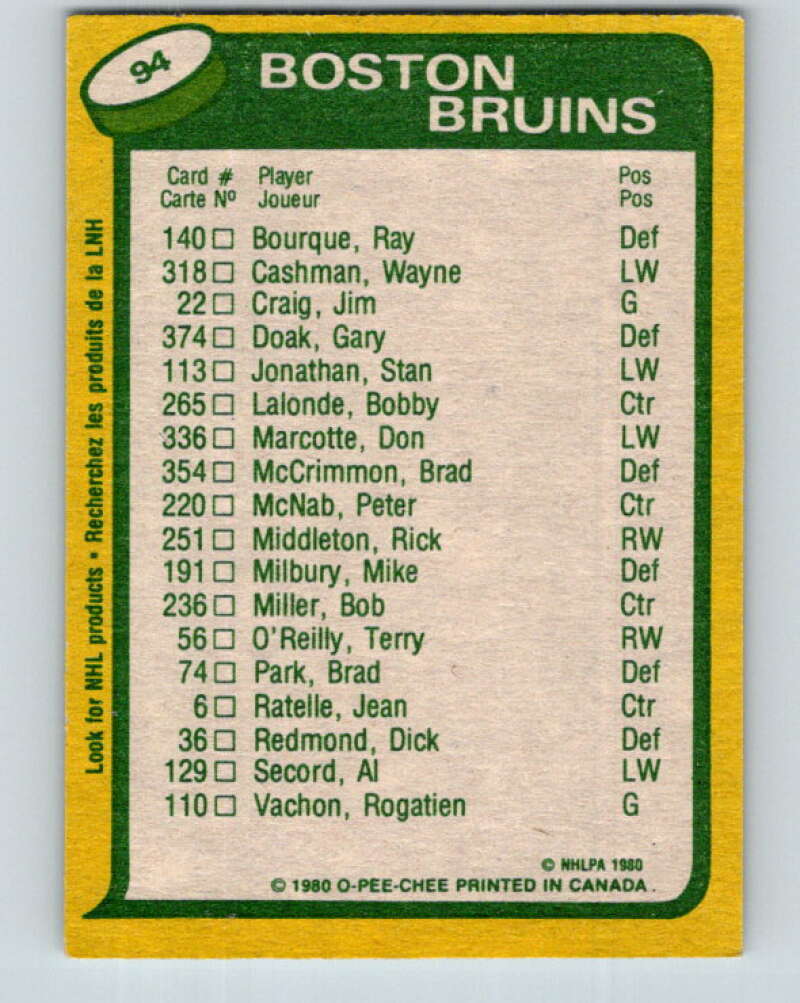 94
BOSTON
BRUINS
Card # Player Pos
Carte Nº Joueur Pos
140 □ Bourque, Ray Def
318 □ Cashman, Wayne LW
22 □ Craig, Jim G
374 □ Doak, Gary Def
113 □ Jonathan, Stan LW
265 □ Lalonde, Bobby Ctr
336 □ Marcotte, Don LW
354 □ McCrimmon, Brad Def
220 □ McNab, Peter Ctr
251 □ Middleton, Rick RW
191 □ Milbury, Mike Def
236 □ Miller, Bob Ctr
56 □ O'Reilly, Terry RW
74 □ Park, Brad Def
6 □ Ratelle, Jean Ctr
36 □ Redmond, Dick Def
129 □ Secord, Al LW
110 □ Vachon, Rogatien G
© NHLPA 1980
© 1980 O-PEE-CHEE PRINTED IN CANADA.
Look for NHL products • Recherchez les produits de la LNH